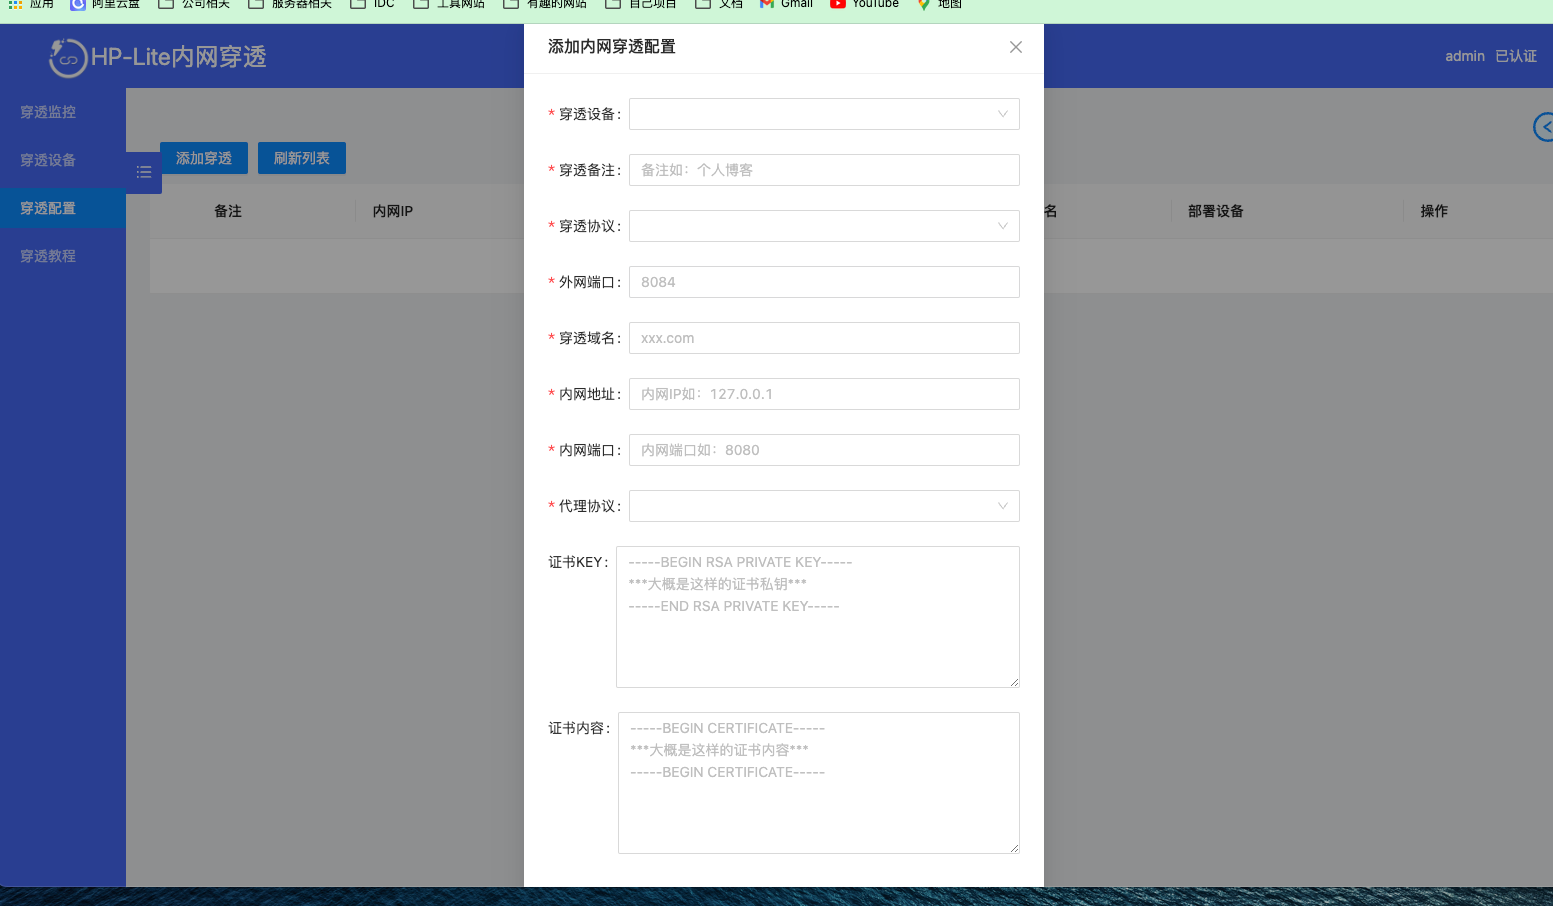 应用 阿里云盘 公司相关 服务器相关 IDC 工具网站 有趣的网站 自己项目 文档 Gmail YouTube 地图
HP-Lite内网穿透
admin 已认证
穿透监控
穿透设备
穿透配置
穿透教程
添加穿透 刷新列表
备注 内网IP 名 部署设备 操作
添加内网穿透配置
* 穿透设备：
* 穿透备注： 备注如：个人博客
* 穿透协议：
* 外网端口： 8084
* 穿透域名： xxx.com
* 内网地址： 内网IP如：127.0.0.1
* 内网端口： 内网端口如：8080
* 代理协议：
证书KEY： -----BEGIN RSA PRIVATE KEY-----
***大概是这样的证书私钥***
-----END RSA PRIVATE KEY-----
证书内容： -----BEGIN CERTIFICATE-----
***大概是这样的证书内容***
-----BEGIN CERTIFICATE-----